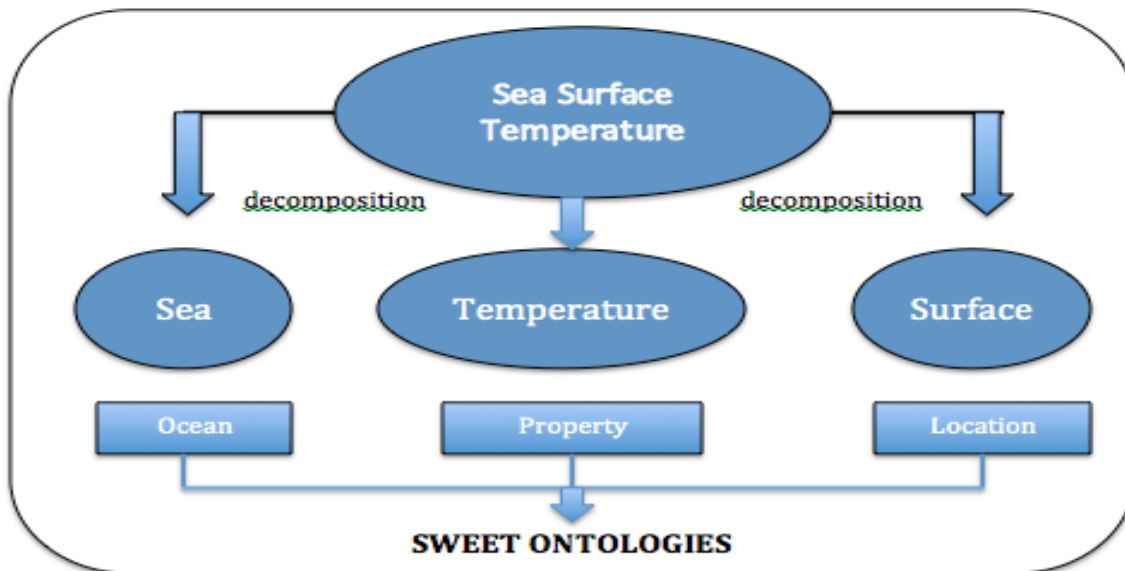 Sea Surface
Temperature
decomposition
decomposition
Sea
Temperature
Surface
Ocean
Property
Location
SWEET ONTOLOGIES